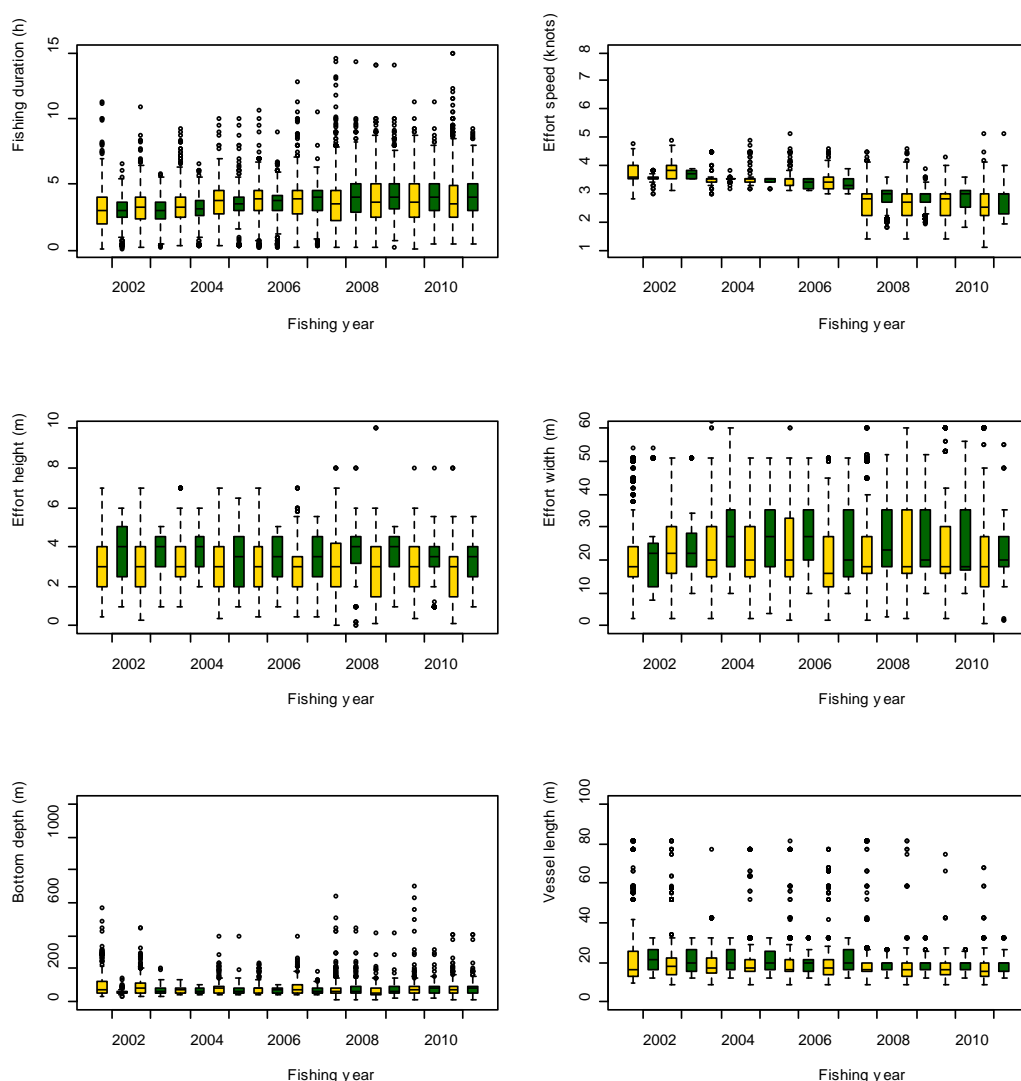 Fishing duration (h)
15
10
5
0
2002 2004 2006 2008 2010
Fishing year
Effort speed (knots)
8
7
6
5
4
3
2
1
2002 2004 2006 2008 2010
Fishing year
Effort height (m)
10
8
6
4
2
0
2002 2004 2006 2008 2010
Fishing year
Effort width (m)
60
50
40
30
20
10
0
2002 2004 2006 2008 2010
Fishing year
Bottom depth (m)
1000
600
200
0
2002 2004 2006 2008 2010
Fishing year
Vessel length (m)
100
80
60
40
20
0
2002 2004 2006 2008 2010
Fishing year